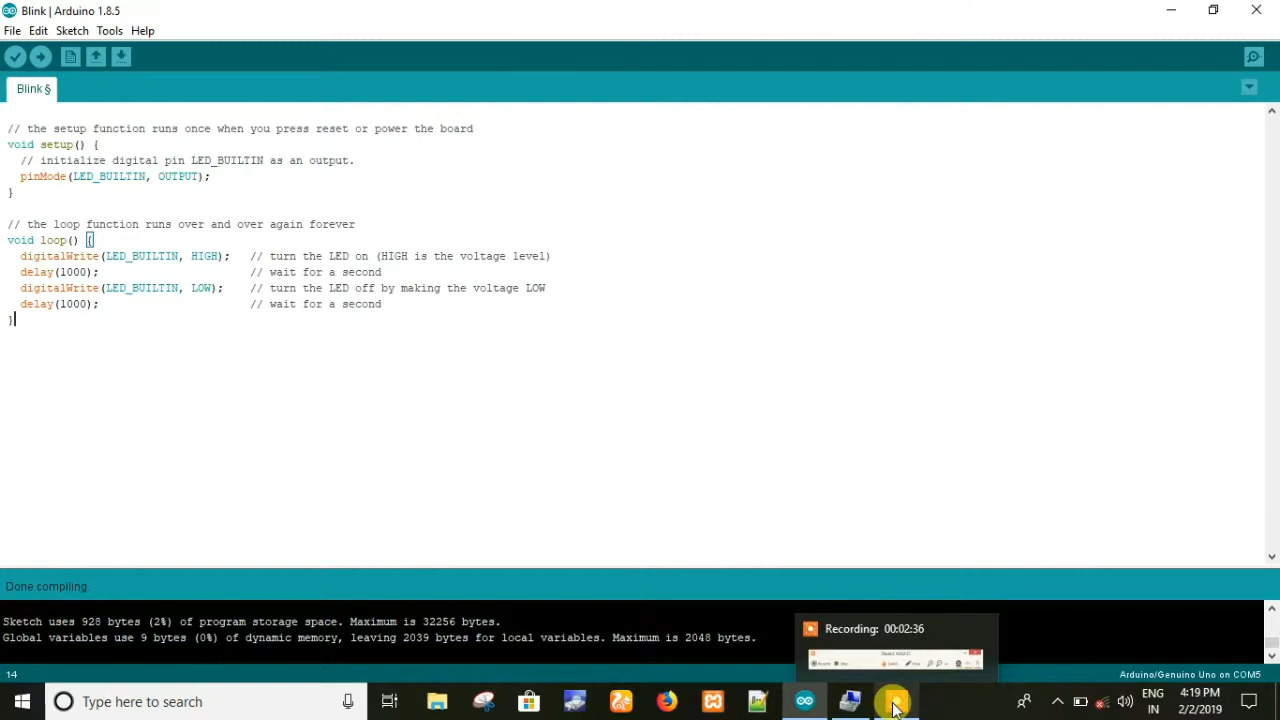 Blink | Arduino 1.8.5
File Edit Sketch Tools Help
Blink §
// the setup function runs once when you press reset or power the board
void setup() {
// initialize digital pin LED_BUILTIN as an output.
pinMode(LED_BUILTIN, OUTPUT);
}
// the loop function runs over and over again forever
void loop() {
digitalWrite(LED_BUILTIN, HIGH); // turn the LED on (HIGH is the voltage level)
delay(1000); // wait for a second
digitalWrite(LED_BUILTIN, LOW); // turn the LED off by making the voltage LOW
delay(1000); // wait for a second
}
Done compiling.
Sketch uses 928 bytes (2%) of program storage space. Maximum is 32256 bytes.
Global variables use 9 bytes (0%) of dynamic memory, leaving 2039 bytes for local variables. Maximum is 2048 bytes.
Recording: 00:02:36
14
Arduino/Genuino Uno on COM5
Type here to search
ENG
IN
4:19 PM
2/2/2019